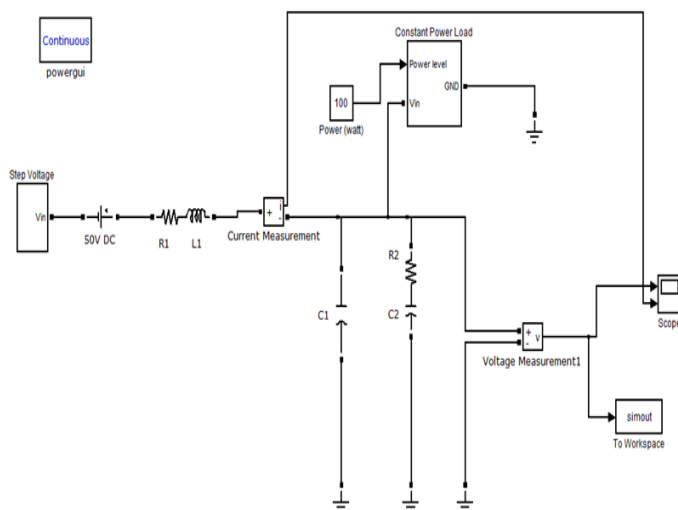 Continuous
powergui
Constant Power Load
Power level
GND
Vin
100
Power (watt)
Step Voltage
Vin
50V DC
R1
L1
+
i
-
Current Measurement
R2
C1
C2
+
-
v
Voltage Measurement1
Scope
simout
To Workspace